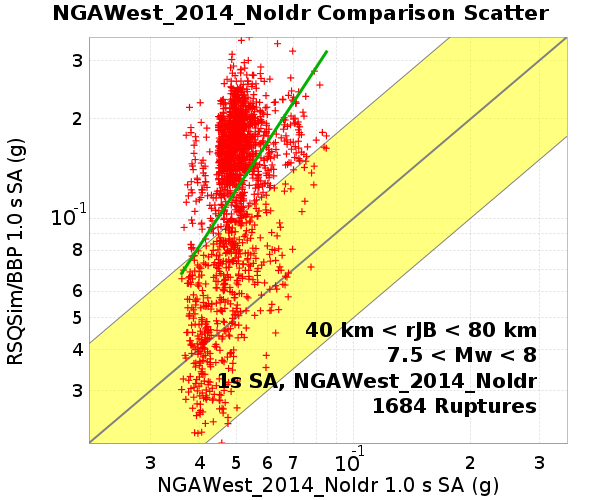 NGAWest_2014_NoIdr Comparison Scatter
RSQSim/BBP 1.0 s SA (g)
3
2
10-1
8
6
5
4
3
40 km < rJB < 80 km
7.5 < Mw < 8
1s SA, NGAWest_2014_NoIdr
1684 Ruptures
3 4 5 6 7 10-1 2 3
NGAWest_2014_NoIdr 1.0 s SA (g)